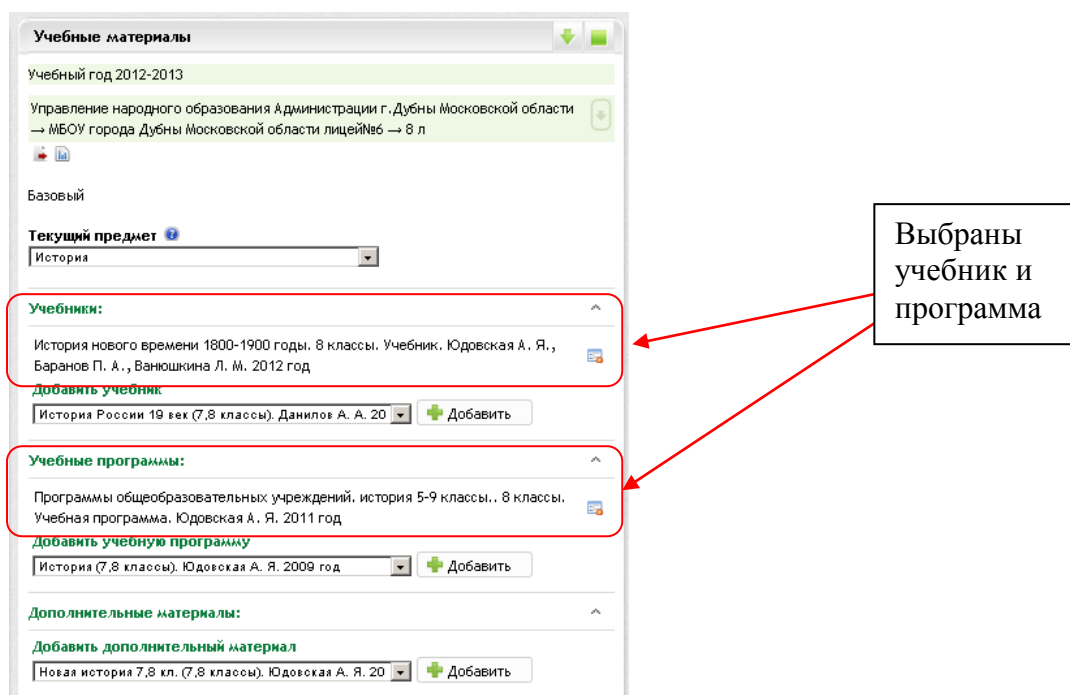 Учебные материалы
Учебный год 2012-2013
Управление народного образования Администрации г.Дубны Московской области
→ МБОУ города Дубны Московской области лицей№6 → 8 л
Базовый
Текущий предмет
История
Учебники:
История нового времени 1800-1900 годы. 8 классы. Учебник. Юдовская А. Я.,
Баранов П. А., Ванюшкина Л. М. 2012 год
Добавить учебник
История России 19 век (7,8 классы). Данилов А. А. 20
Добавить
Учебные программы:
Программы общеобразовательных учреждений. история 5-9 классы.. 8 классы.
Учебная программа. Юдовская А. Я. 2011 год
Добавить учебную программу
История (7,8 классы). Юдовская А. Я. 2009 год
Добавить
Дополнительные материалы:
Добавить дополнительный материал
Новая история 7,8 кл. (7,8 классы). Юдовская А. Я. 20
Добавить
Выбраны
учебник и
программа